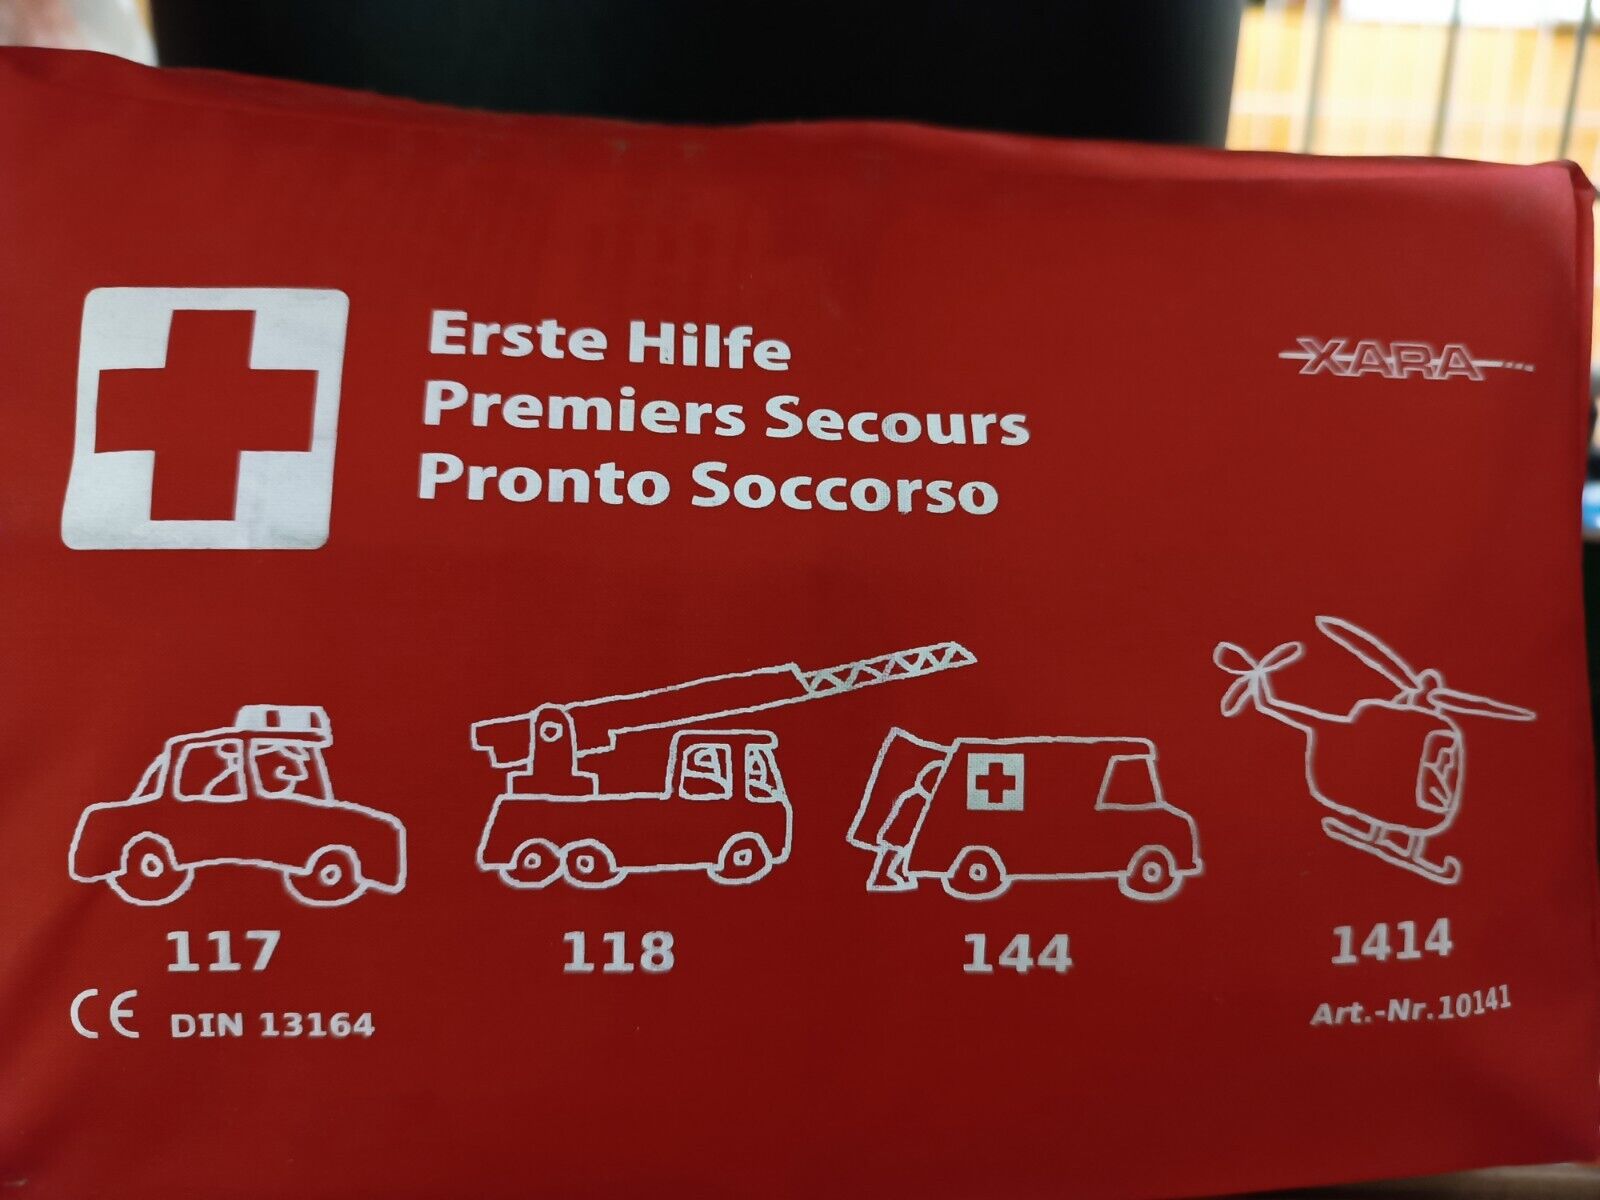 Erste Hilfe
Premiers Secours
Pronto Soccorso
XARA
117
118
144
1414
CE DIN 13164
Art.-Nr.10141